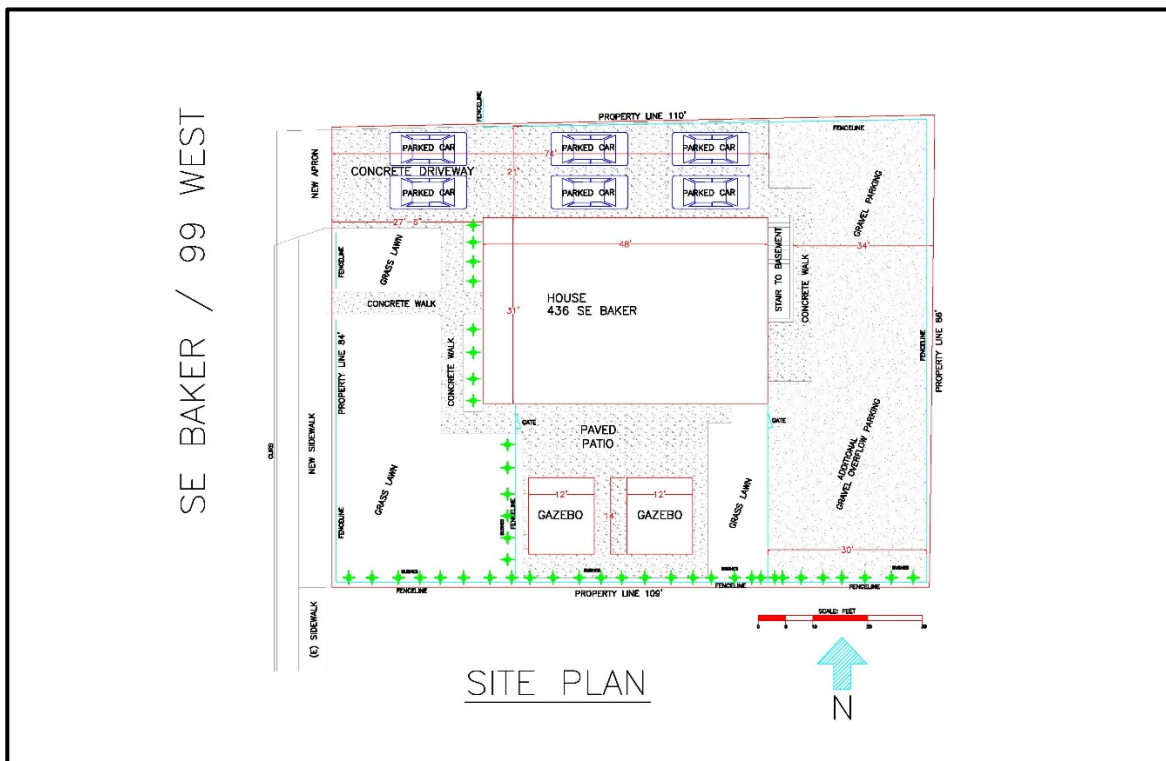 SE BAKER / 99 WEST
FENCELINE
PROPERTY LINE 110'
FENCELINE
PARKED CAR
PARKED CAR
PARKED CAR
74'
NEW APRON
CONCRETE DRIVEWAY
21'
PARKED CAR
PARKED CAR
PARKED CAR
GRAVEL PARKING
27'-6"
FENCELINE
GRASS LAWN
48'
STAIR TO BASEMENT
CONCRETE WALK
34'
CONCRETE WALK
31'
HOUSE
436 SE BAKER
PROPERTY LINE 84'
CONCRETE WALK
FENCELINE
PROPERTY LINE 86'
CURB
NEW SIDEWALK
GATE
PAVED
PATIO
GATE
ADDITIONAL
GRAVEL OVERFLOW PARKING
GRASS LAWN
FENCELINE
BUSHES
FENCELINE
12'
GAZEBO
14'
12'
GAZEBO
GRASS LAWN
30'
BUSHES
BUSHES
BUSHES
BUSHES
FENCELINE
PROPERTY LINE 109'
FENCELINE
FENCELINE
(E) SIDEWALK
SCALE: FEET
0 5 10 20 30
SITE PLAN
N